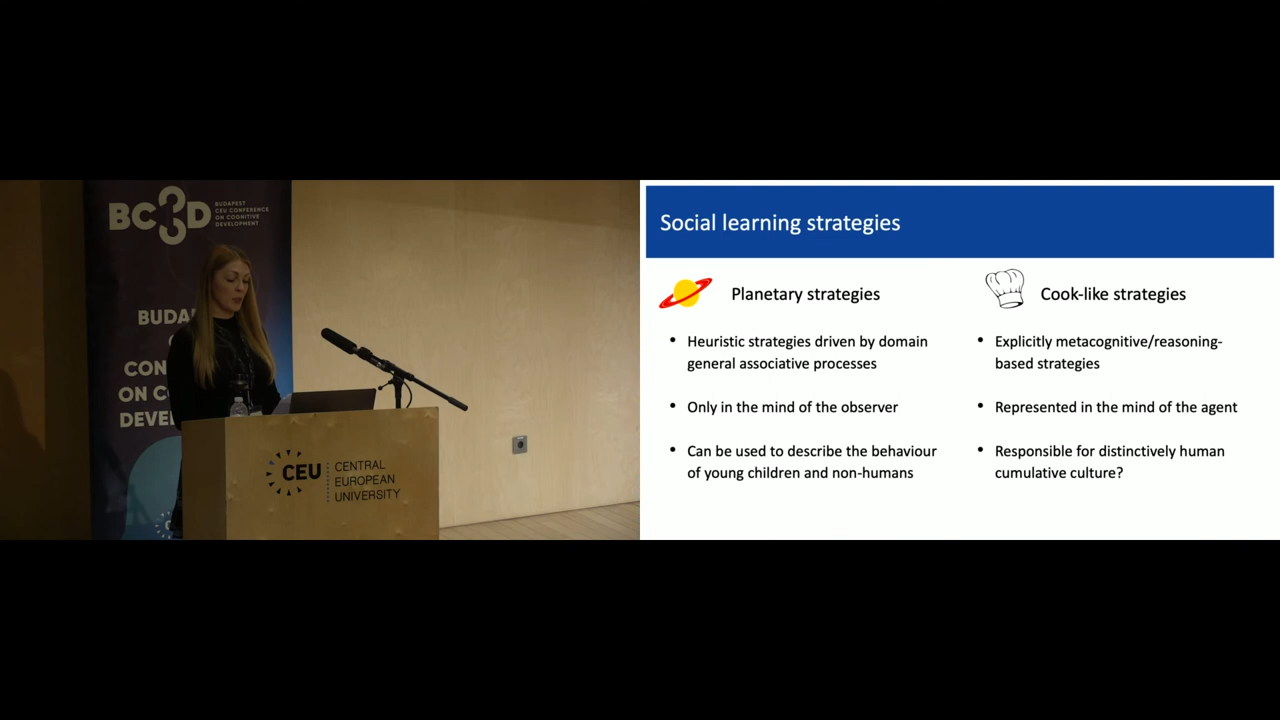 BC3D
BUDAPEST
CEU CONFERENCE
ON COGNITIVE
DEVELOPMENT
BUDA
CON
ON CO
DEVE
CEU
CENTRAL
EUROPEAN
UNIVERSITY
Social learning strategies
Planetary strategies
• Heuristic strategies driven by domain
general associative processes
• Only in the mind of the observer
• Can be used to describe the behaviour
of young children and non-humans
Cook-like strategies
• Explicitly metacognitive/reasoning-
based strategies
• Represented in the mind of the agent
• Responsible for distinctively human
cumulative culture?